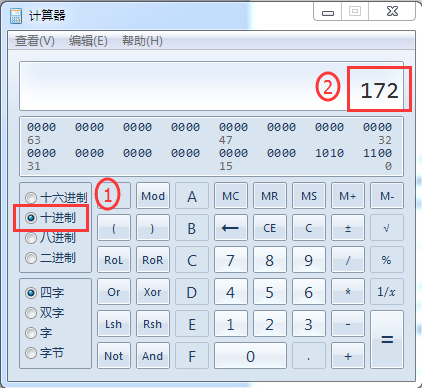 计算器
查看(V) 编辑(E) 帮助(H)
② 172
0000 0000 0000 0000 0000 0000 0000 0000
63 47 32
0000 0000 0000 0000 0000 0000 1010 1100
31 15 0
十六进制 ① Mod A MC MR MS M+ M-
十进制
八进制 ( ) B ← CE C ± √
二进制 RoL RoR C 7 8 9 / %
四字 Or Xor D 4 5 6 * 1/x
双字
字 Lsh Rsh E 1 2 3 - =
字节 Not And F 0 . +